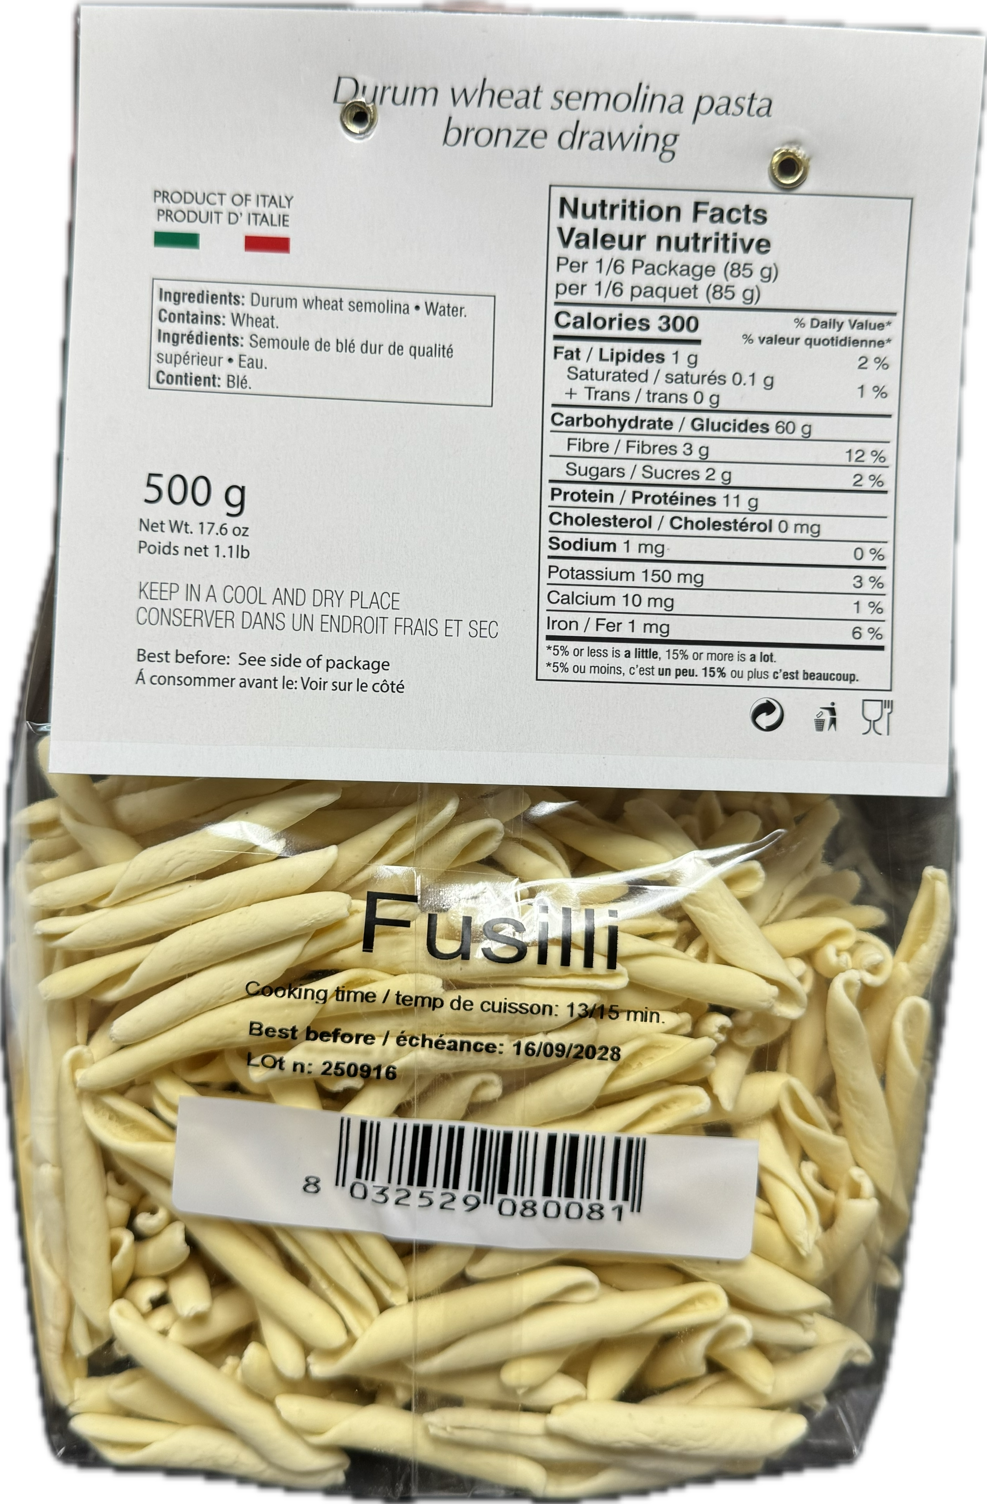 Durum wheat semolina pasta
bronze drawing
PRODUCT OF ITALY
PRODUIT D' ITALIE
Ingredients: Durum wheat semolina • Water.
Contains: Wheat.
Ingrédients: Semoule de blé dur de qualité
supérieur • Eau.
Contient: Blé.
500 g
Net Wt. 17.6 oz
Poids net 1.1lb
KEEP IN A COOL AND DRY PLACE
CONSERVER DANS UN ENDROIT FRAIS ET SEC
Best before: See side of package
Á consommer avant le: Voir sur le côté
Nutrition Facts
Valeur nutritive
Per 1/6 Package (85 g)
per 1/6 paquet (85 g)
Calories 300 % Daily Value*
% valeur quotidienne*
Fat / Lipides 1 g 2 %
Saturated / saturés 0.1 g
+ Trans / trans 0 g 1 %
Carbohydrate / Glucides 60 g
Fibre / Fibres 3 g 12 %
Sugars / Sucres 2 g 2 %
Protein / Protéines 11 g
Cholesterol / Cholestérol 0 mg
Sodium 1 mg 0 %
Potassium 150 mg 3 %
Calcium 10 mg 1 %
Iron / Fer 1 mg 6 %
*5% or less is a little, 15% or more is a lot.
*5% ou moins, c'est un peu. 15% ou plus c'est beaucoup.
Fusilli
Cooking time / temp de cuisson: 13/15 min.
Best before / échéance: 16/09/2028
LOt n: 250916
8 032529 080081